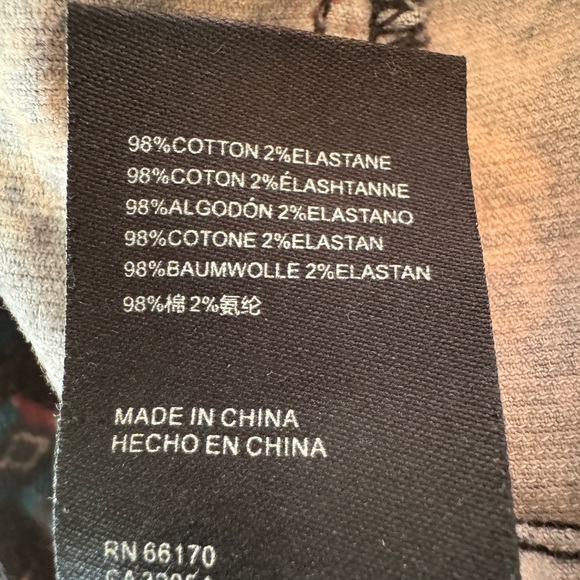 98%COTTON 2%ELASTANE
98%COTON 2%ÉLASHTANNE
98%ALGODÓN 2%ELASTANO
98%COTONE 2%ELASTAN
98%BAUMWOLLE 2%ELASTAN
98%棉 2%氨纶
MADE IN CHINA
HECHO EN CHINA
RN 66170